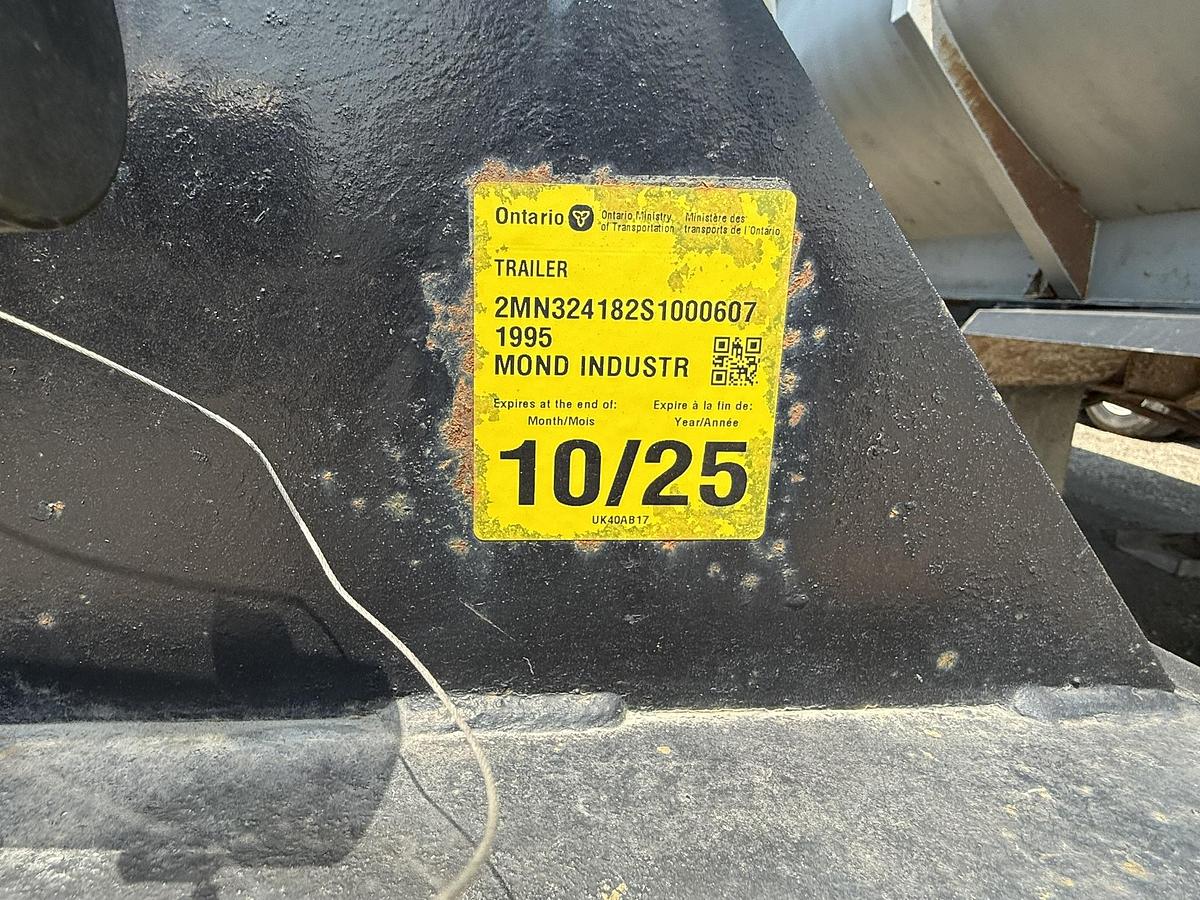 Ontario Ontario Ministry of Transportation Ministère des transports de l'Ontario
TRAILER
2MN324182S1000607
1995
MOND INDUSTR
Expires at the end of: Expire à la fin de:
Month/Mois Year/Année
10/25
UK40AB17